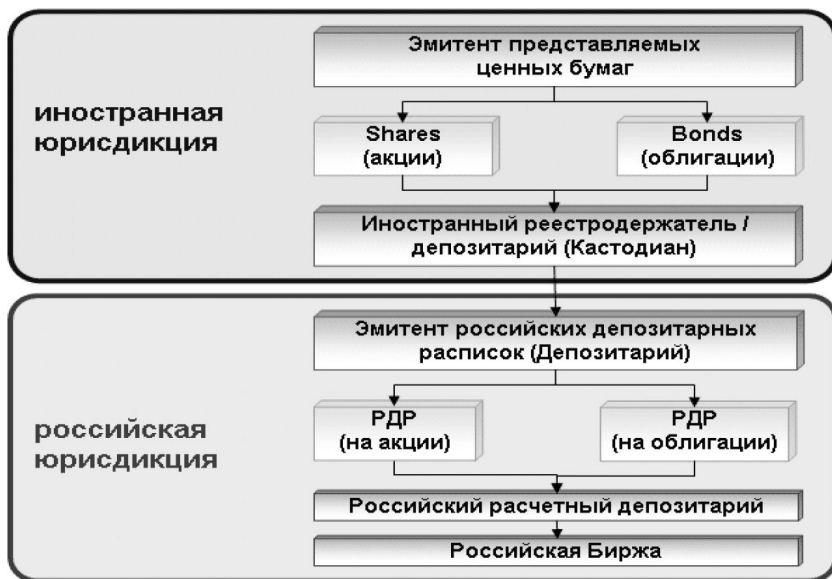 Эмитент представляемых
ценных бумаг
иностранная
юрисдикция
Shares
(акции)
Bonds
(облигации)
Иностранный реестродержатель /
депозитарий (Кастодиан)
Эмитент российских депозитарных
расписок (Депозитарий)
российская
юрисдикция
РДР
(на акции)
РДР
(на облигации)
Российский расчетный депозитарий
Российская Биржа